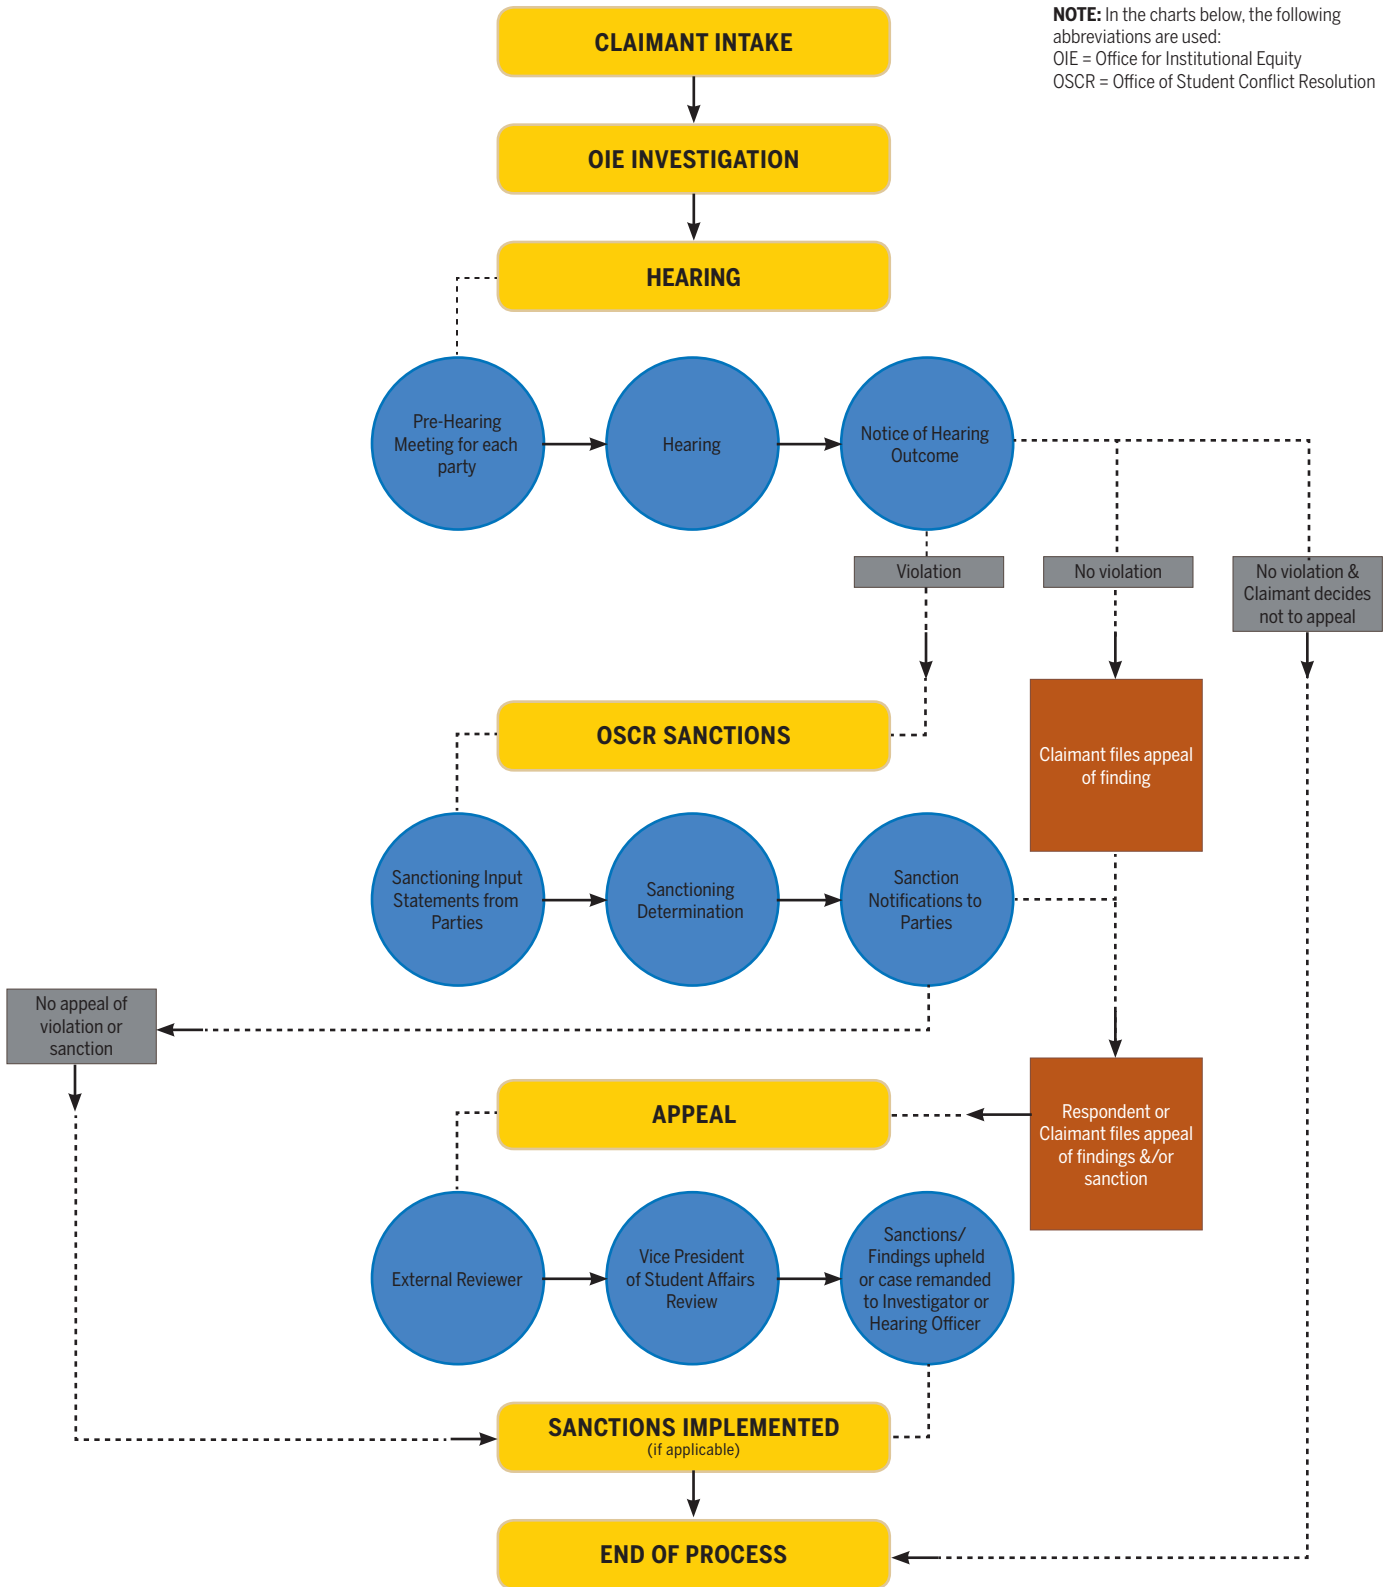 CLAIMANT INTAKE
NOTE: In the charts below, the following
abbreviations are used:
OIE = Office for Institutional Equity
OSCR = Office of Student Conflict Resolution
OIE INVESTIGATION
HEARING
Pre-Hearing
Meeting for each
party
Hearing
Notice of Hearing
Outcome
Violation
No violation
No violation &
Claimant decides
not to appeal
OSCR SANCTIONS
Claimant files appeal
of finding
Sanctioning Input
Statements from
Parties
Sanctioning
Determination
Sanction
Notifications to
Parties
No appeal of
violation or
sanction
APPEAL
Respondent or
Claimant files appeal
of findings &/or
sanction
External Reviewer
Vice President
of Student Affairs
Review
Sanctions/
Findings upheld
or case remanded
to Investigator or
Hearing Officer
SANCTIONS IMPLEMENTED
(if applicable)
END OF PROCESS